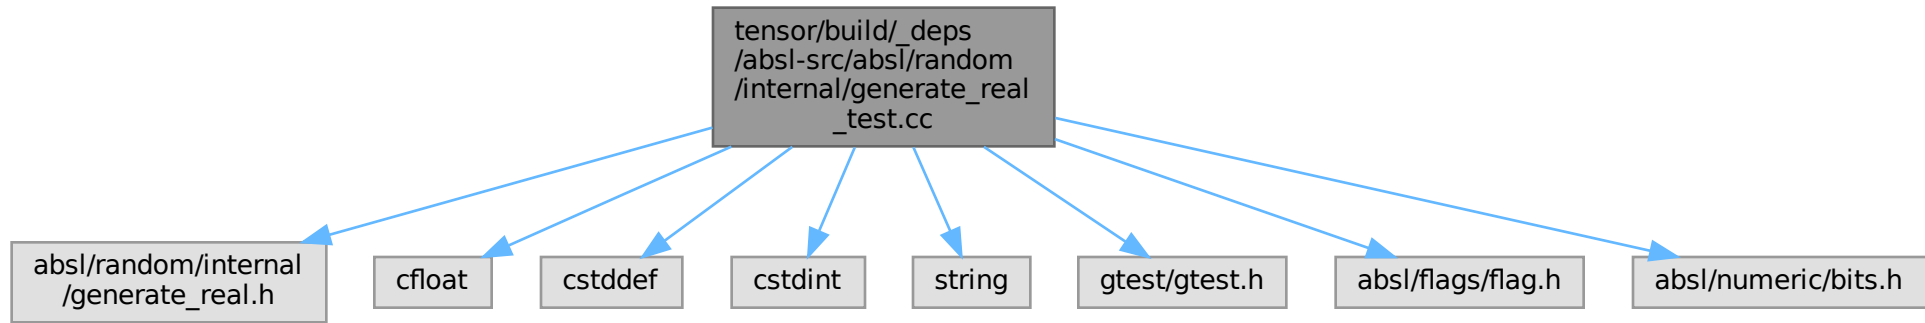 tensor/build/_deps
/absl-src/absl/random
/internal/generate_real
_test.cc
absl/random/internal
/generate_real.h
cfloat
cstddef
cstdint
string
gtest/gtest.h
absl/flags/flag.h
absl/numeric/bits.h